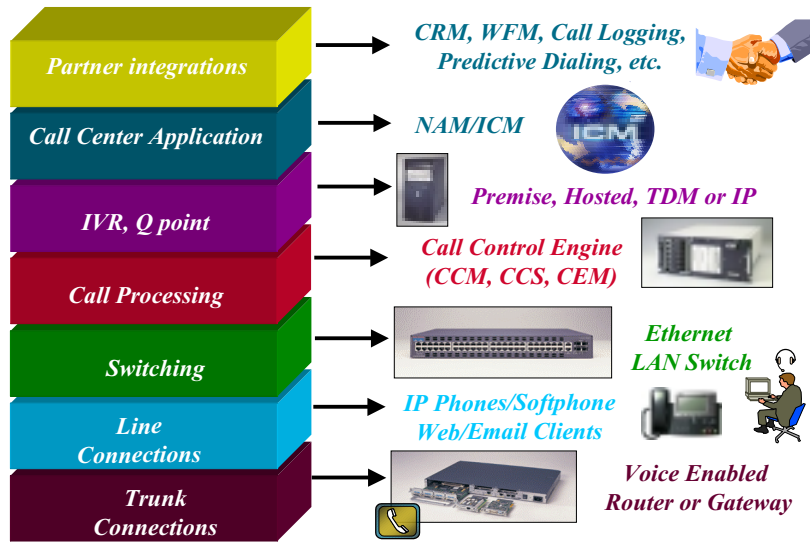 Partner integrations
CRM, WFM, Call Logging,
Predictive Dialing, etc.
Call Center Application
NAM/ICM
ICM
IVR, Q point
Premise, Hosted, TDM or IP
Call Processing
Call Control Engine
(CCM, CCS, CEM)
Switching
Ethernet
LAN Switch
Line
Connections
IP Phones/Softphone
Web/Email Clients
Trunk
Connections
Voice Enabled
Router or Gateway